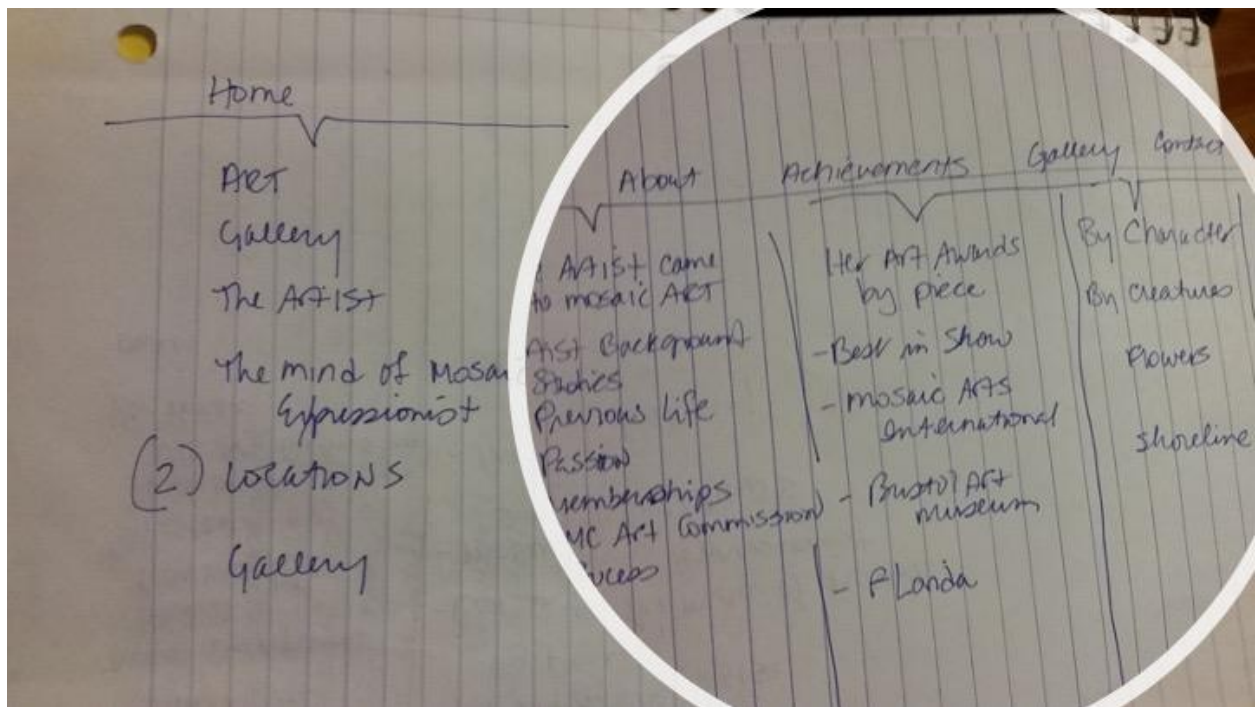 Home
ART
Gallery
The Artist
The mind of Mosaic
Expressionist
(2) Locations
Gallery
About
Artist came
to mosaic ART
Background
Studies
Previous Life
Passion
memberships
Art Commission
Achievements
Her Art Awards
by piece
- Best in Show
- Mosaic Arts
International
- Bristol Art
museum
- Florida
Gallery
By Character
By Creatures
Flowers
Shoreline
Contact